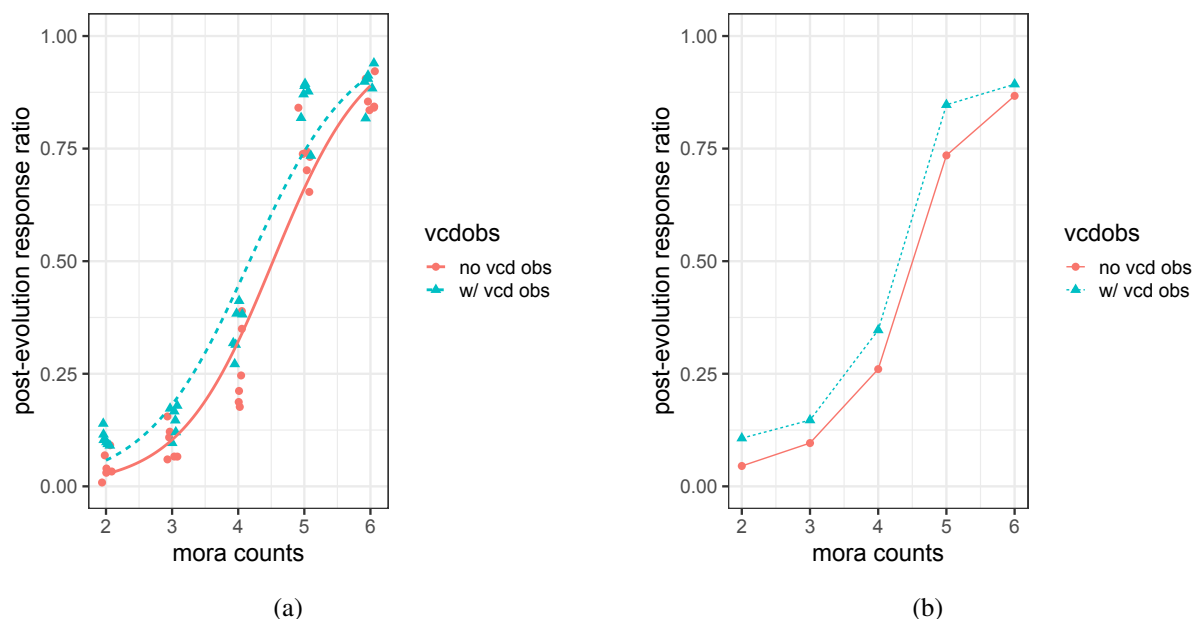 post-evolution response ratio
1.00
0.75
0.50
0.25
0.00
2 3 4 5 6
mora counts
vcdobs
no vcd obs
w/ vcd obs
(a)
post-evolution response ratio
1.00
0.75
0.50
0.25
0.00
2 3 4 5 6
mora counts
vcdobs
no vcd obs
w/ vcd obs
(b)